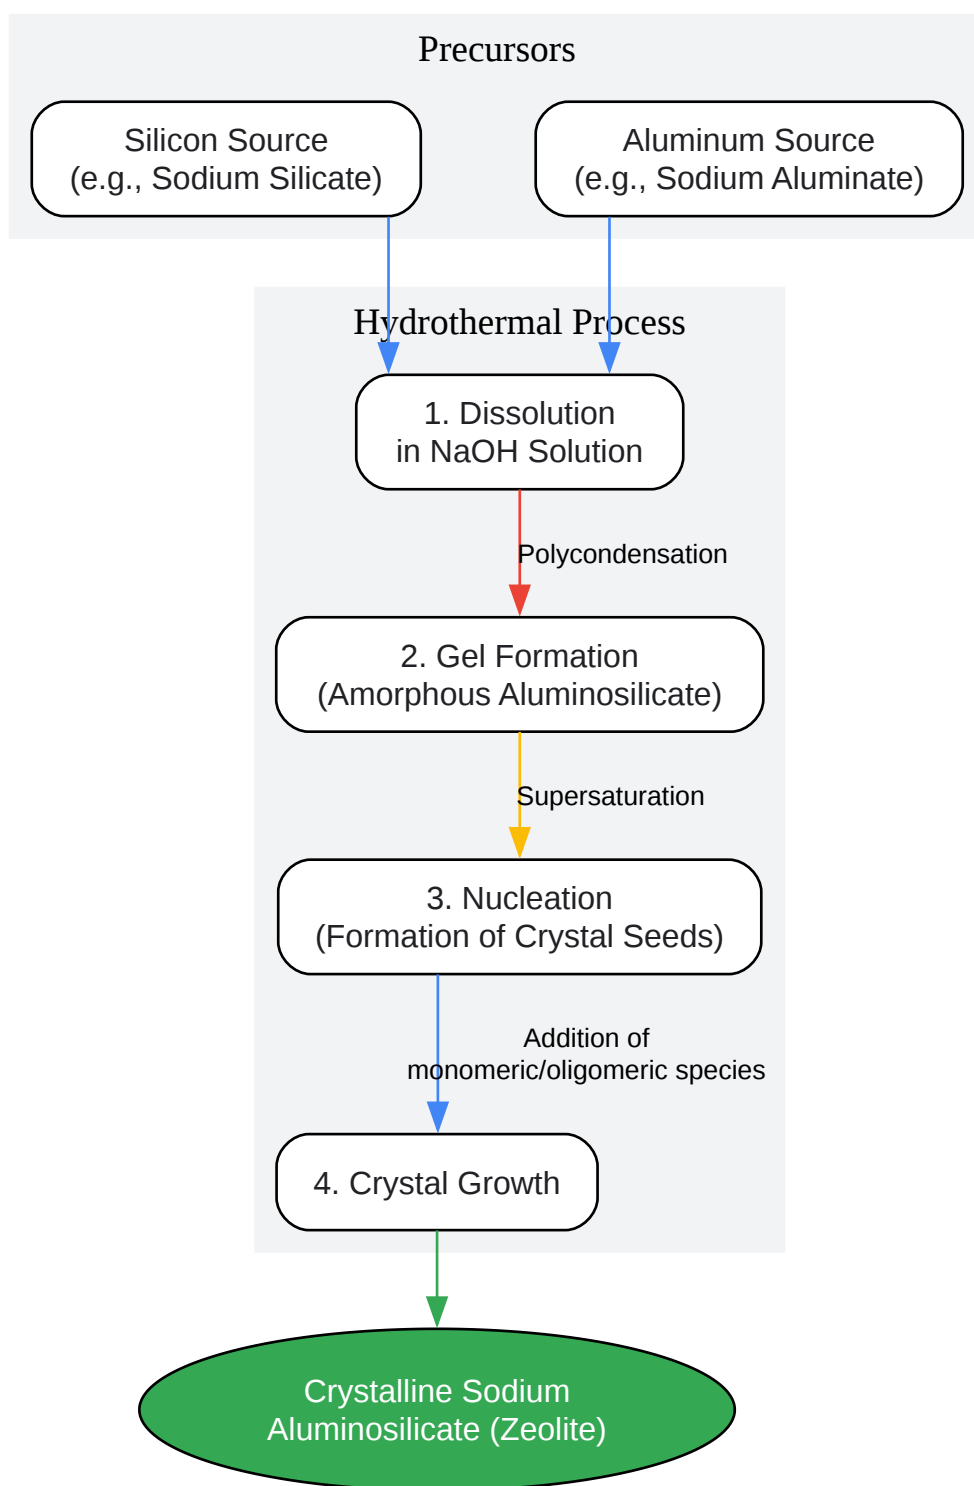 Precursors
Silicon Source
(e.g., Sodium Silicate)
Aluminum Source
(e.g., Sodium Aluminate)
Hydrothermal Process
1. Dissolution
in NaOH Solution
Polycondensation
2. Gel Formation
(Amorphous Aluminosilicate)
Supersaturation
3. Nucleation
(Formation of Crystal Seeds)
Addition of
monomeric/oligomeric species
4. Crystal Growth
Crystalline Sodium
Aluminosilicate (Zeolite)